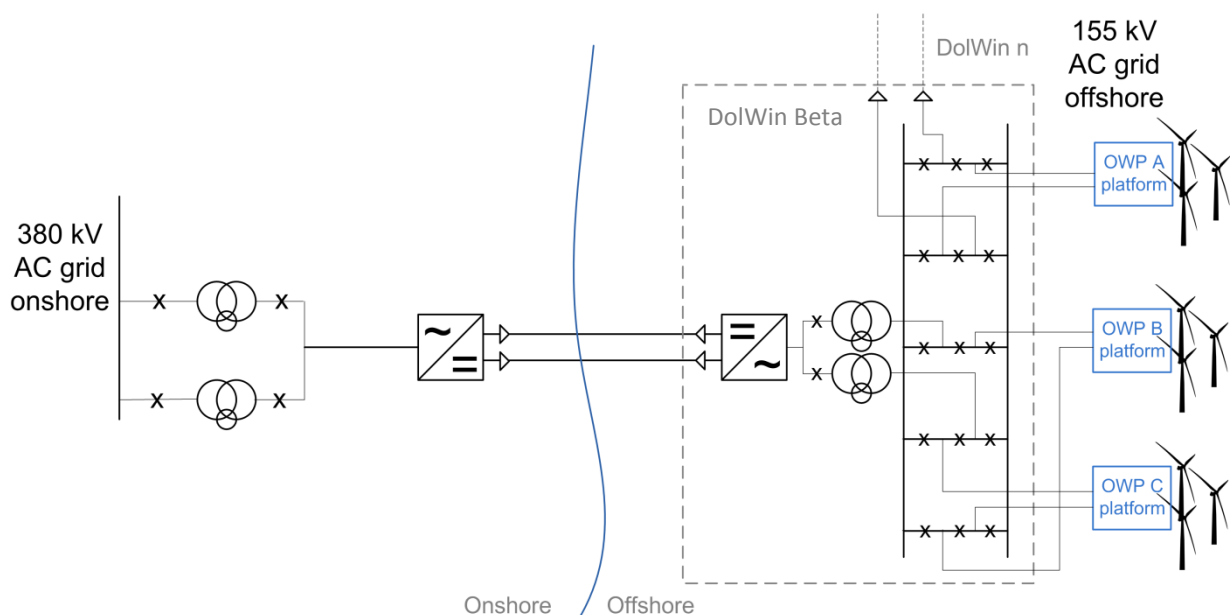 380 kV
AC grid
onshore
DolWin n
DolWin Beta
155 kV
AC grid
offshore
OWP A
platform
OWP B
platform
OWP C
platform
Onshore
Offshore